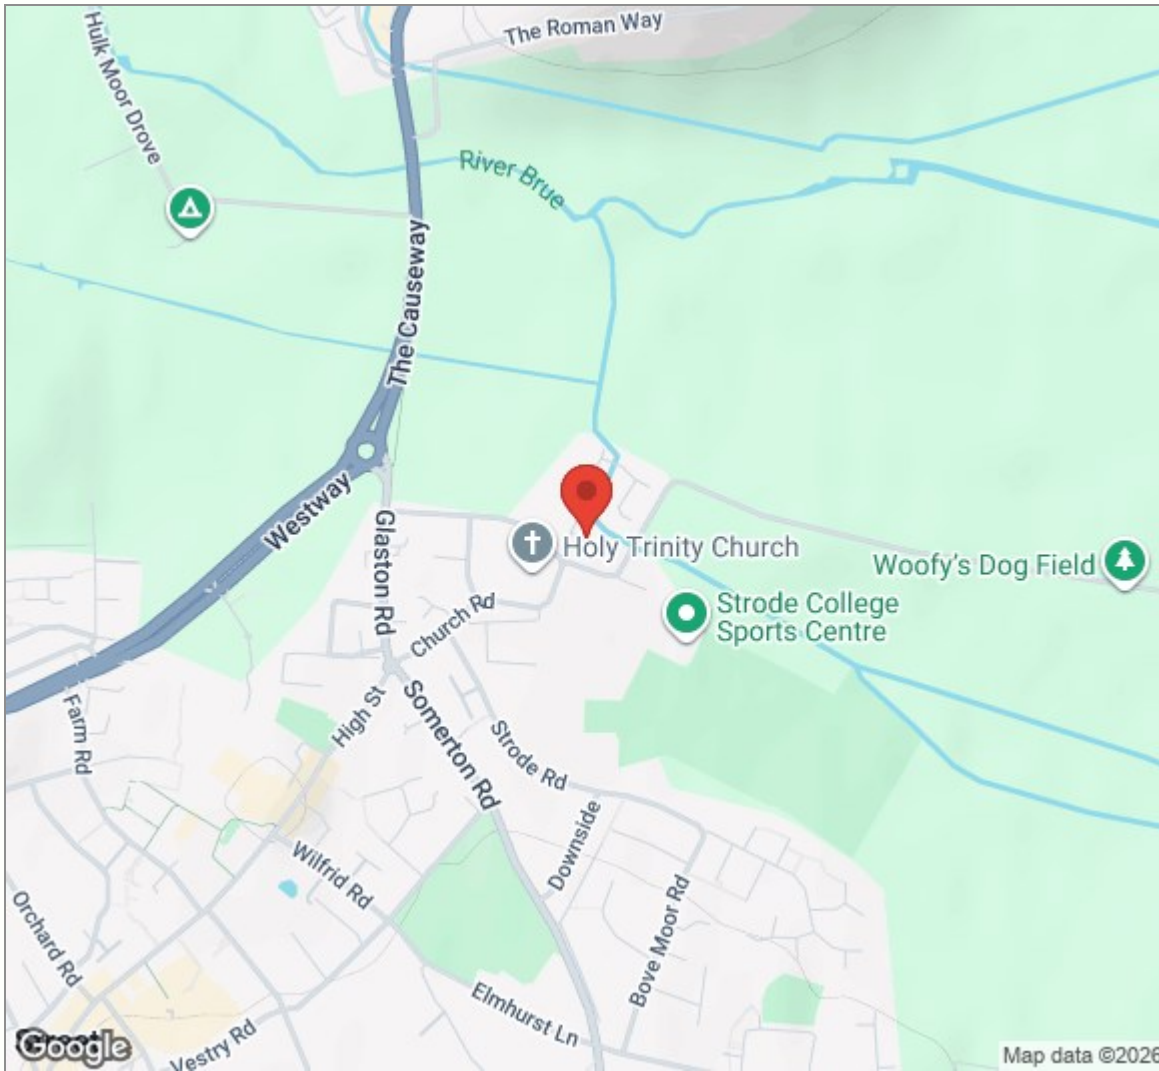 The Roman Way
Hulk Moor Drove
River Brue
The Causeway
Westway
Glaston Rd
Holy Trinity Church
Woofy's Dog Field
Strode College
Sports Centre
Church Rd
High St
Somerton Rd
Farm Rd
Strode Rd
Downside
Wilfrid Rd
Bove Moor Rd
Orchard Rd
Elmhurst Ln
Vestry Rd
Street
Google
Map data ©2026